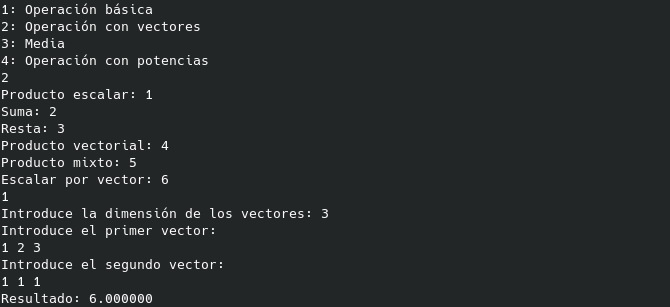 1: Operación básica
2: Operación con vectores
3: Media
4: Operación con potencias
2
Producto escalar: 1
Suma: 2
Resta: 3
Producto vectorial: 4
Producto mixto: 5
Escalar por vector: 6
1
Introduce la dimensión de los vectores: 3
Introduce el primer vector:
1 2 3
Introduce el segundo vector:
1 1 1
Resultado: 6.000000